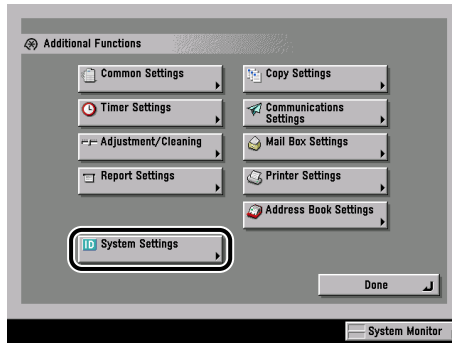 Additional Functions
Common Settings
Copy Settings
Timer Settings
Communications
Settings
Adjustment/Cleaning
Mail Box Settings
Report Settings
Printer Settings
Address Book Settings
ID System Settings
Done
System Monitor